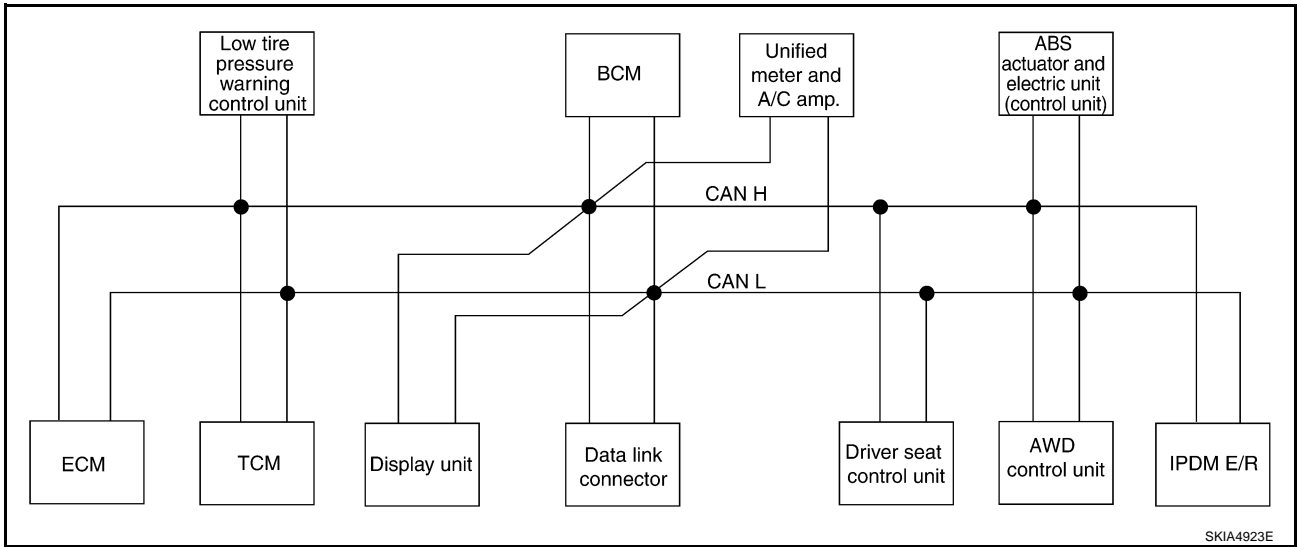 Low tire
pressure
warning
control unit
BCM
Unified
meter and
A/C amp.
ABS
actuator and
electric unit
(control unit)
CAN H
CAN L
ECM
TCM
Display unit
Data link
connector
Driver seat
control unit
AWD
control unit
IPDM E/R
SKIA4923E